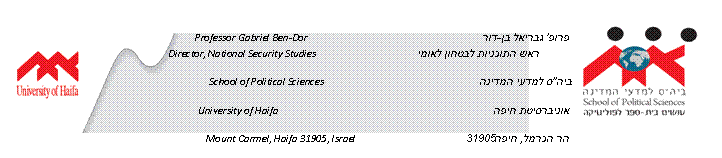 Professor Gabriel Ben-Dor פרופ' גבריאל בן-דור
Director, National Security Studies ראש התוכניות לבטחון לאומי
School of Political Sciences ביה"ס למדעי המדינה
University of Haifa אוניברסיטת חיפה
Mount Carmel, Haifa 31905, Israel הר הכרמל, חיפה 31905
University of Haifa
ביה"ס למדעי המדינה
School of Political Sciences
עושים בית-ספר לפוליטיקה